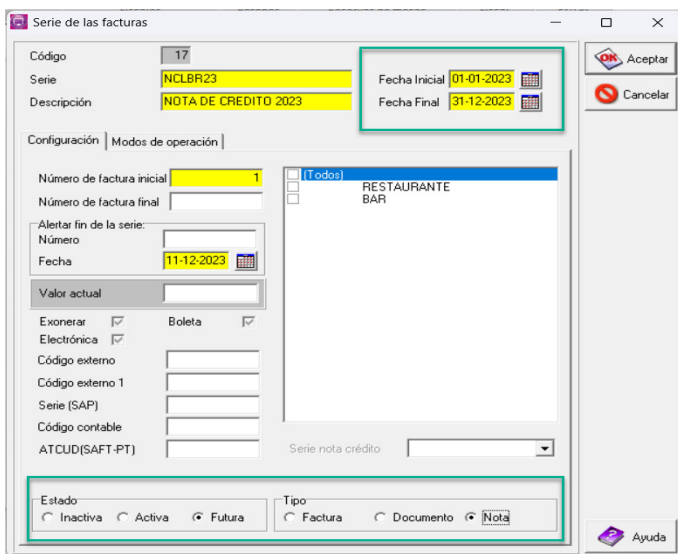 Serie de las facturas
Código 17
Serie NCLBR23 Fecha Inicial 01-01-2023
Descripción NOTA DE CREDITO 2023 Fecha Final 31-12-2023
OK Aceptar
Cancelar
Configuración Modos de operación
Número de factura inicial 1
Número de factura final
Alertar fin de la serie:
Número
Fecha 11-12-2023
Valor actual
Exonerar Boleta
Electrónica
Código externo
Código externo 1
Serie (SAP)
Código contable
ATCUD(SAFT-PT)
(Todos)
RESTAURANTE
BAR
Serie nota crédito
Estado
Inactiva Activa Futura
Tipo
Factura Documento Nota
Ayuda